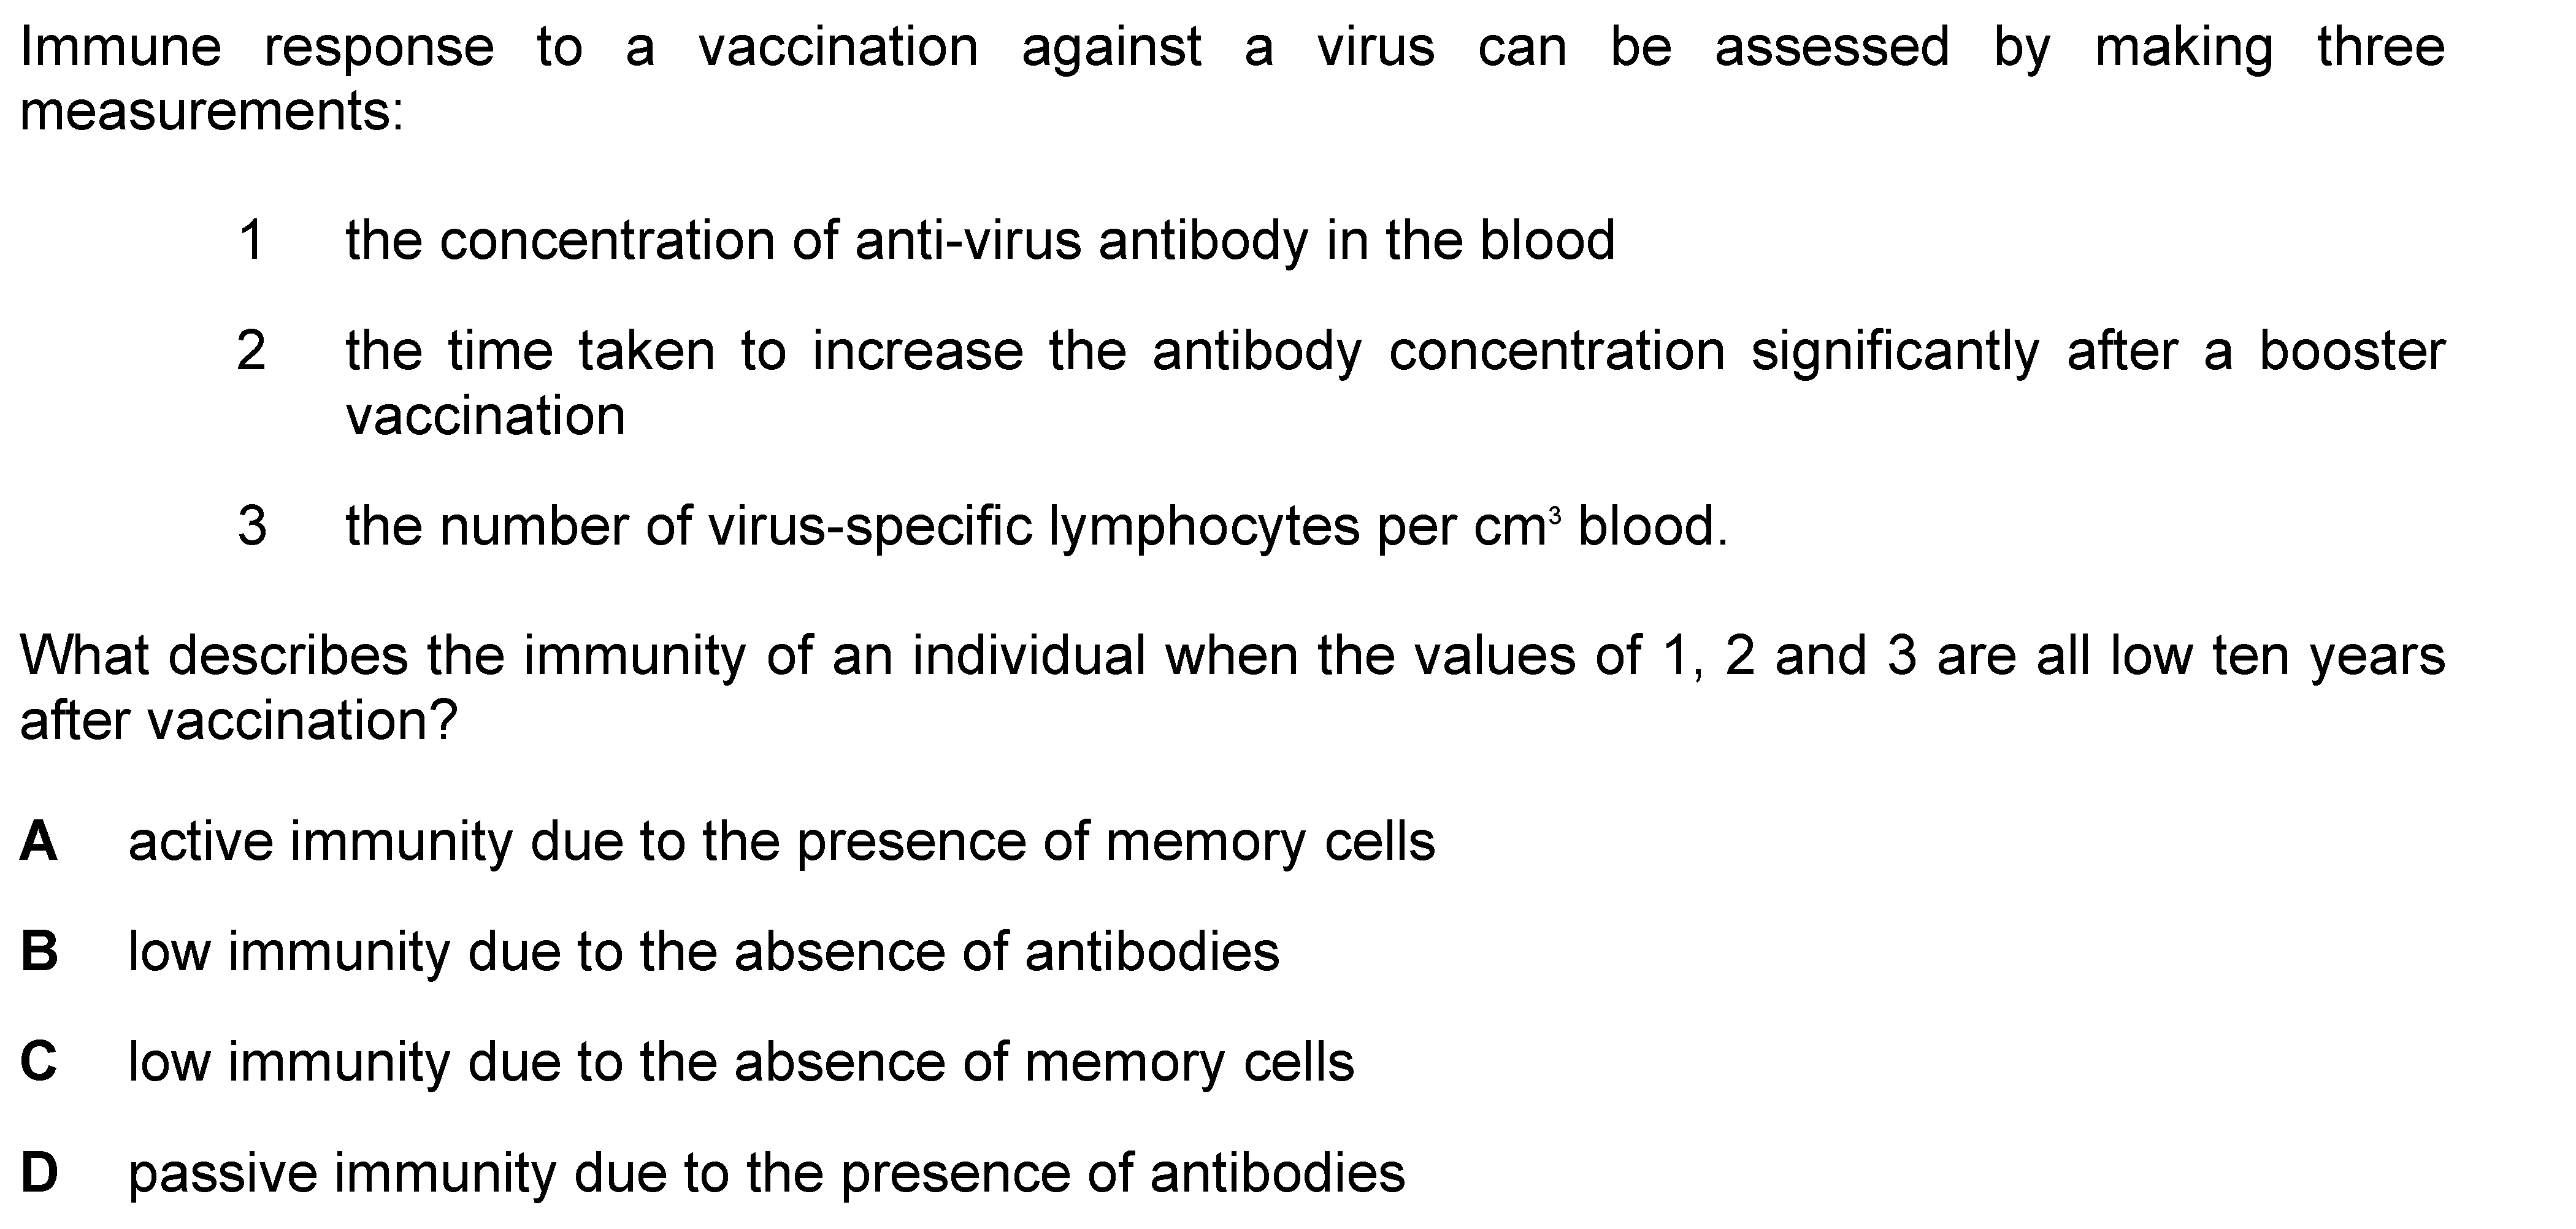 Immune response to a vaccination against a virus can be assessed by making three
measurements:
1 the concentration of anti-virus antibody in the blood
2 the time taken to increase the antibody concentration significantly after a booster
vaccination
3 the number of virus-specific lymphocytes per cm³ blood.
What describes the immunity of an individual when the values of 1, 2 and 3 are all low ten years
after vaccination?
A active immunity due to the presence of memory cells
B low immunity due to the absence of antibodies
C low immunity due to the absence of memory cells
D passive immunity due to the presence of antibodies